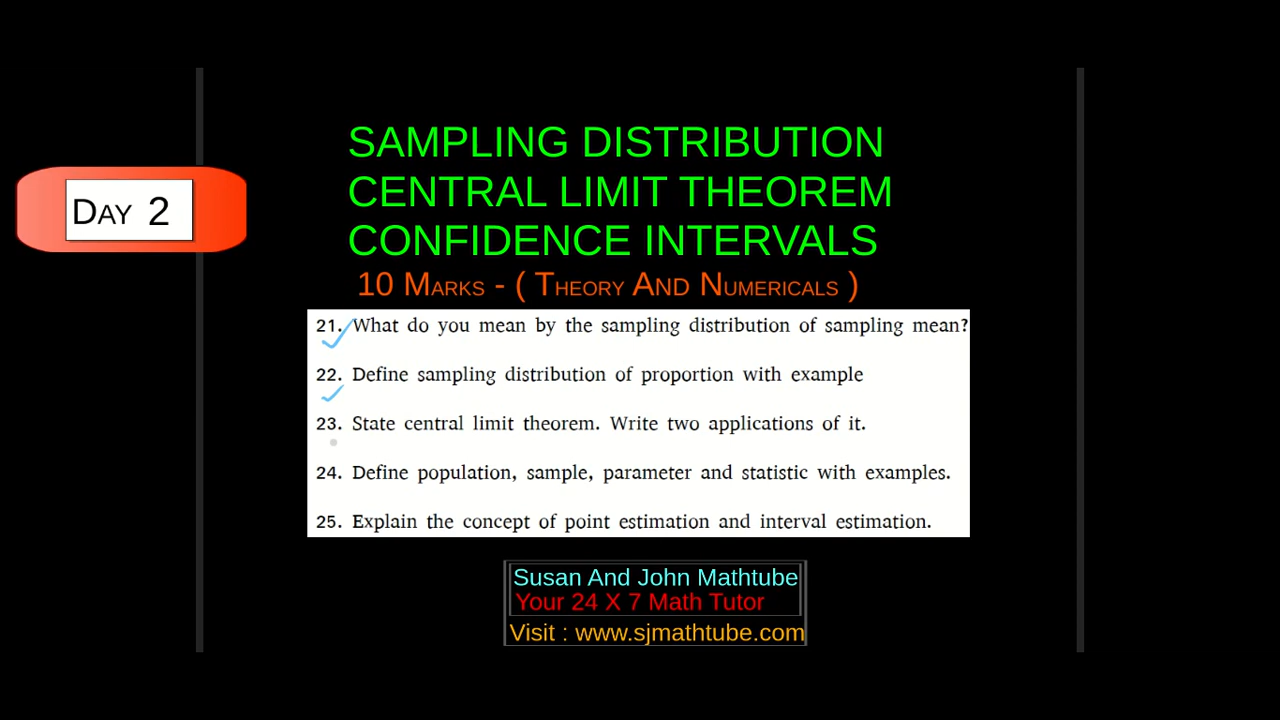 SAMPLING DISTRIBUTION
CENTRAL LIMIT THEOREM
CONFIDENCE INTERVALS
DAY 2
10 MARKS - ( THEORY AND NUMERICALS )
21. What do you mean by the sampling distribution of sampling mean?
22. Define sampling distribution of proportion with example
23. State central limit theorem. Write two applications of it.
24. Define population, sample, parameter and statistic with examples.
25. Explain the concept of point estimation and interval estimation.
Susan And John Mathtube
Your 24 X 7 Math Tutor
Visit : www.sjmathtube.com